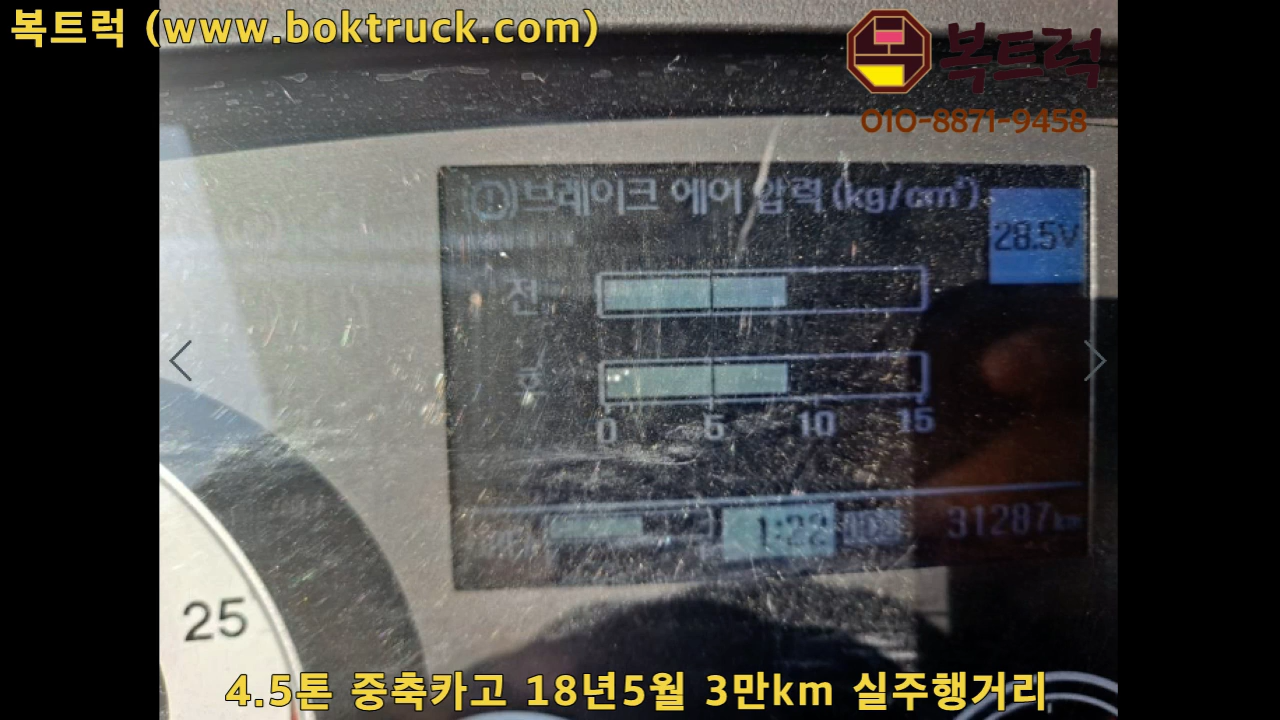 복트럭 (www.boktruck.com)
복트럭
010-8871-9458
브레이크 에어 압력 (kg/cm²)
28.5V
전
후
0 5 10 15
1:22
31287km
25
4.5톤 중축카고 18년5월 3만km 실주행거리